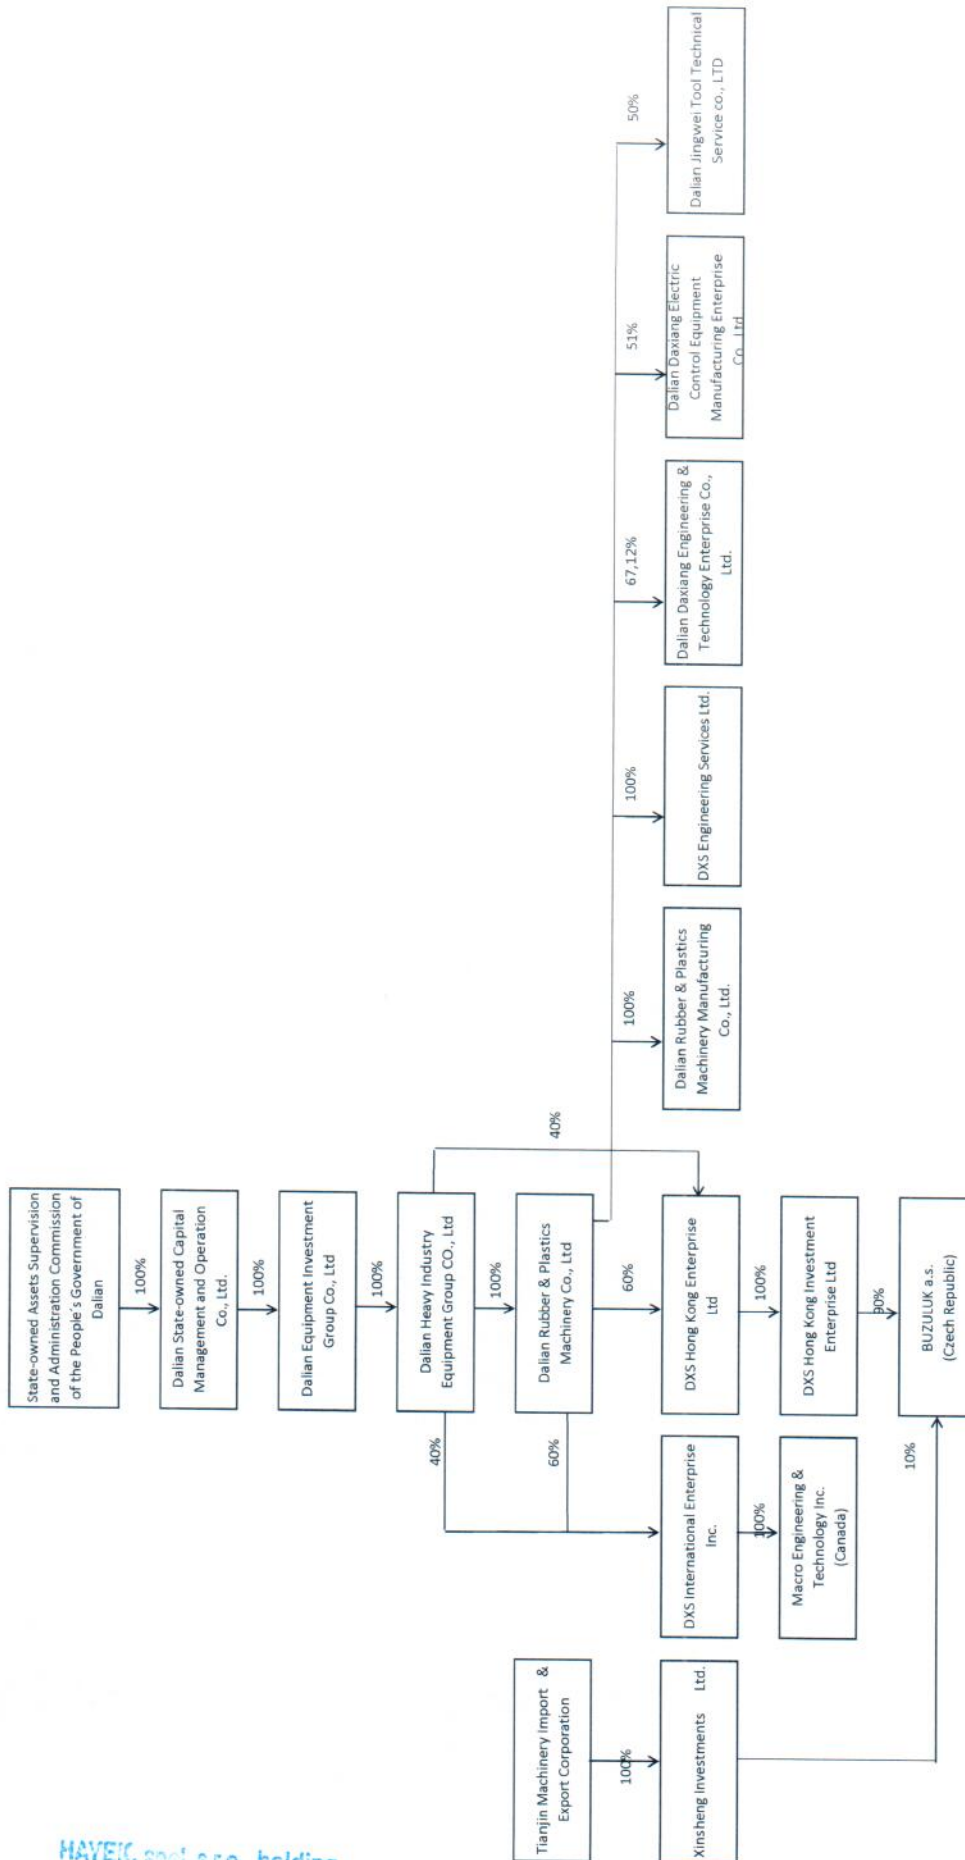 State-owned Assets Supervision
and Administration Commission
of the People´s Government of
Dalian
100%
Dalian State-owned Capital
Management and Operation
Co., Ltd.
100%
Dalian Equipment Investment
Group Co., Ltd
100%
Dalian Heavy Industry
Equipment Group CO., Ltd
40%
100%
40%
Tianjin Machinery Import &
Export Corporation
Dalian Rubber & Plastics
Machinery Co., Ltd
60%
100%
60%
100%
100%
67,12%
51%
50%
Xinsheng Investments Ltd.
DXS International Enterprise
Inc.
DXS Hong Kong Enterprise
Ltd
Dalian Rubber & Plastics
Machinery Manufacturing
Co., Ltd.
DXS Engineering Services Ltd.
Dalian Daxiang Engineering &
Technology Enterprise Co.,
Ltd.
Dalian Daxiang Electric
Control Equipment
Manufacturing Enterprise
Co., Ltd
Dalian Jingwei Tool Technical
Service co., LTD
100%
100%
Macro Engineering &
Technology Inc.
(Canada)
DXS Hong Kong Investment
Enterprise Ltd
90%
10%
BUZULUK a.s.
(Czech Republic)
holding